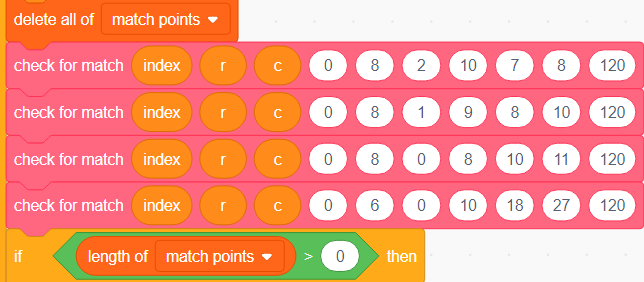 delete all of match points
check for match index r c 0 8 2 10 7 8 120
check for match index r c 0 8 1 9 8 10 120
check for match index r c 0 8 0 8 10 11 120
check for match index r c 0 6 0 10 18 27 120
if length of match points > 0 then